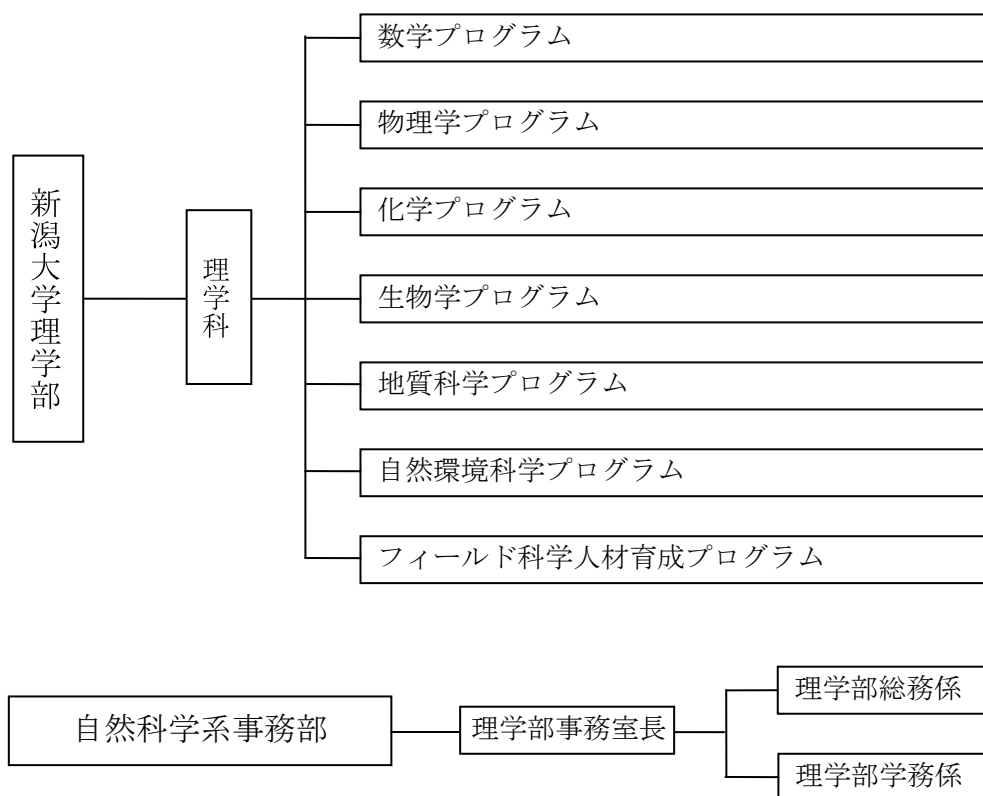 新潟大学理学部
理学科
数学プログラム
物理学プログラム
化学プログラム
生物学プログラム
地質科学プログラム
自然環境科学プログラム
フィールド科学人材育成プログラム
自然科学系事務部
理学部事務室長
理学部総務係
理学部学務係